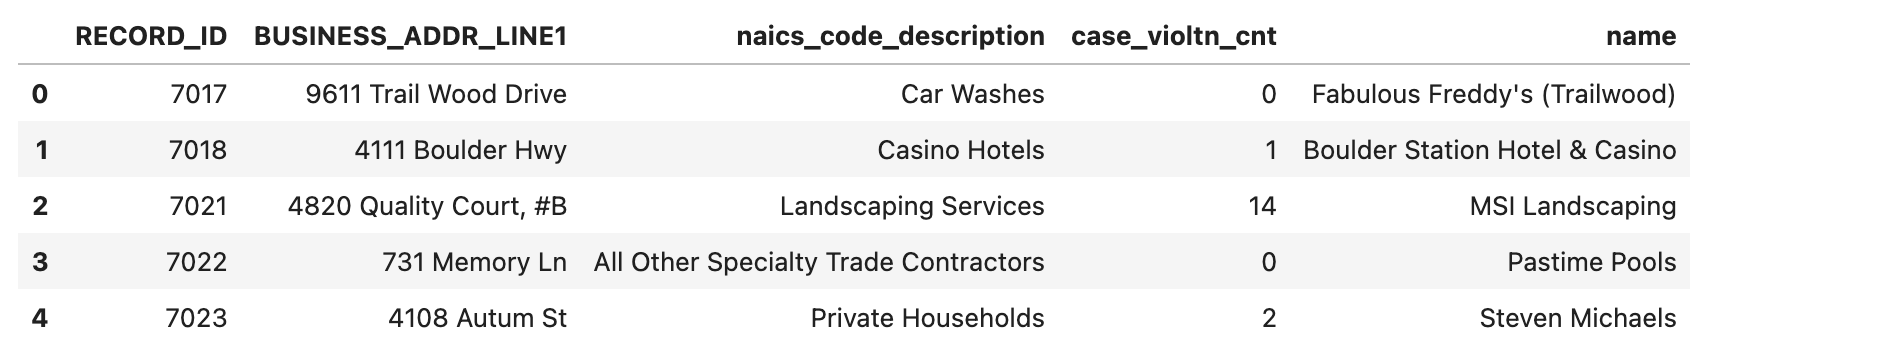 RECORD_ID BUSINESS_ADDR_LINE1 naics_code_description case_violtn_cnt name
0 7017 9611 Trail Wood Drive Car Washes 0 Fabulous Freddy's (Trailwood)
1 7018 4111 Boulder Hwy Casino Hotels 1 Boulder Station Hotel & Casino
2 7021 4820 Quality Court, #B Landscaping Services 14 MSI Landscaping
3 7022 731 Memory Ln All Other Specialty Trade Contractors 0 Pastime Pools
4 7023 4108 Autum St Private Households 2 Steven Michaels